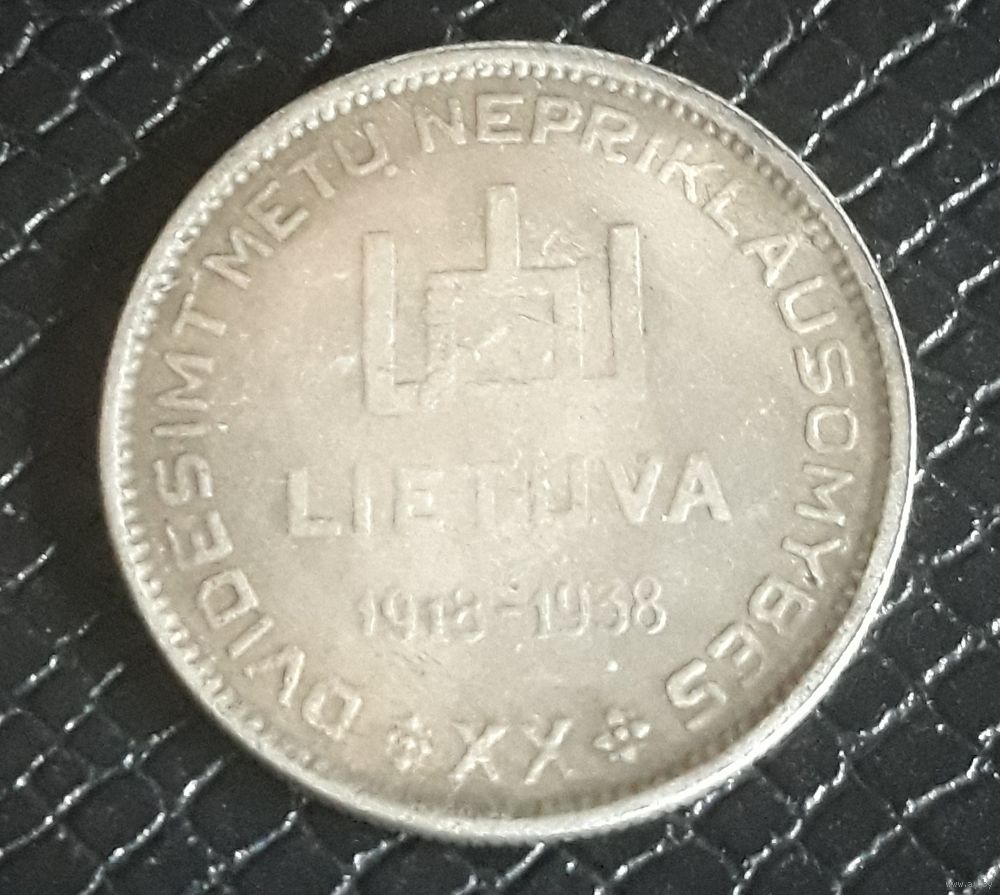 DVIDEŠIMT METŲ NEPRIKLAUSOMYBĖS
LIETUVA
1918-1938
XX